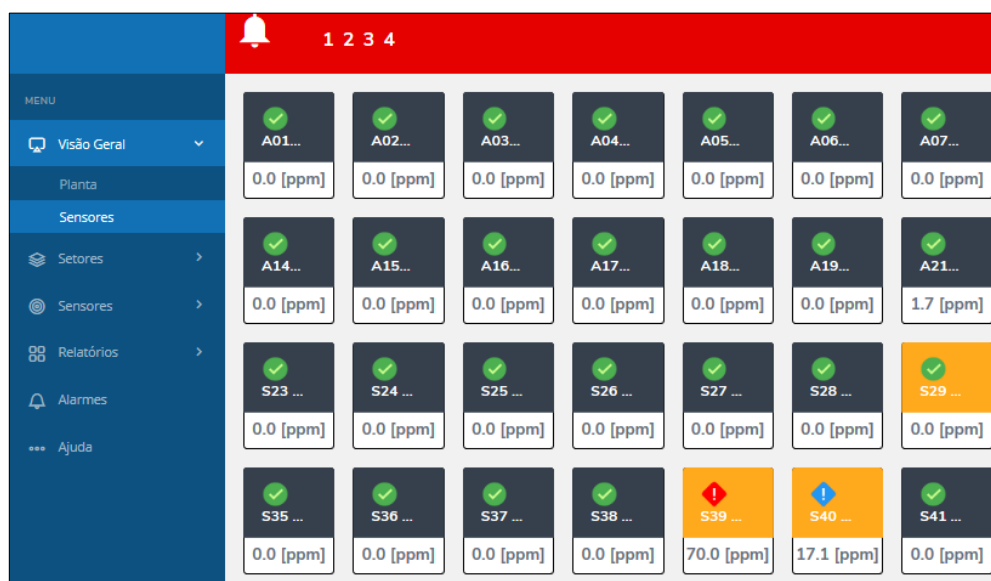 1 2 3 4
MENU
Visão Geral
Planta
Sensores
Setores
Sensores
Relatórios
Alarmes
Ajuda
A01... A02... A03... A04... A05... A06... A07...
0.0 [ppm] 0.0 [ppm] 0.0 [ppm] 0.0 [ppm] 0.0 [ppm] 0.0 [ppm] 0.0 [ppm]
A14... A15... A16... A17... A18... A19... A21...
0.0 [ppm] 0.0 [ppm] 0.0 [ppm] 0.0 [ppm] 0.0 [ppm] 0.0 [ppm] 1.7 [ppm]
S23 ... S24 ... S25 ... S26 ... S27 ... S28 ... S29 ...
0.0 [ppm] 0.0 [ppm] 0.0 [ppm] 0.0 [ppm] 0.0 [ppm] 0.0 [ppm] 0.0 [ppm]
S35 ... S36 ... S37 ... S38 ... S39 ... S40 ... S41 ...
0.0 [ppm] 0.0 [ppm] 0.0 [ppm] 0.0 [ppm] 70.0 [ppm] 17.1 [ppm] 0.0 [ppm]